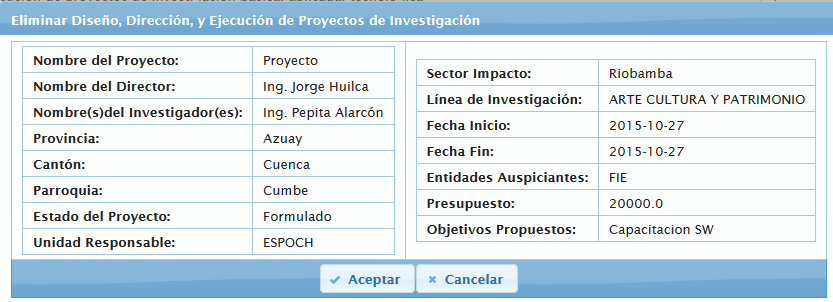 Eliminar Diseño, Dirección, y Ejecución de Proyectos de Investigación
Nombre del Proyecto: Proyecto
Nombre del Director: Ing. Jorge Huilca
Nombre(s)del Investigador(es): Ing. Pepita Alarcón
Provincia: Azuay
Cantón: Cuenca
Parroquia: Cumbe
Estado del Proyecto: Formulado
Unidad Responsable: ESPOCH
Sector Impacto: Riobamba
Línea de Investigación: ARTE CULTURA Y PATRIMONIO
Fecha Inicio: 2015-10-27
Fecha Fin: 2015-10-27
Entidades Auspiciantes: FIE
Presupuesto: 20000.0
Objetivos Propuestos: Capacitacion SW
Aceptar Cancelar